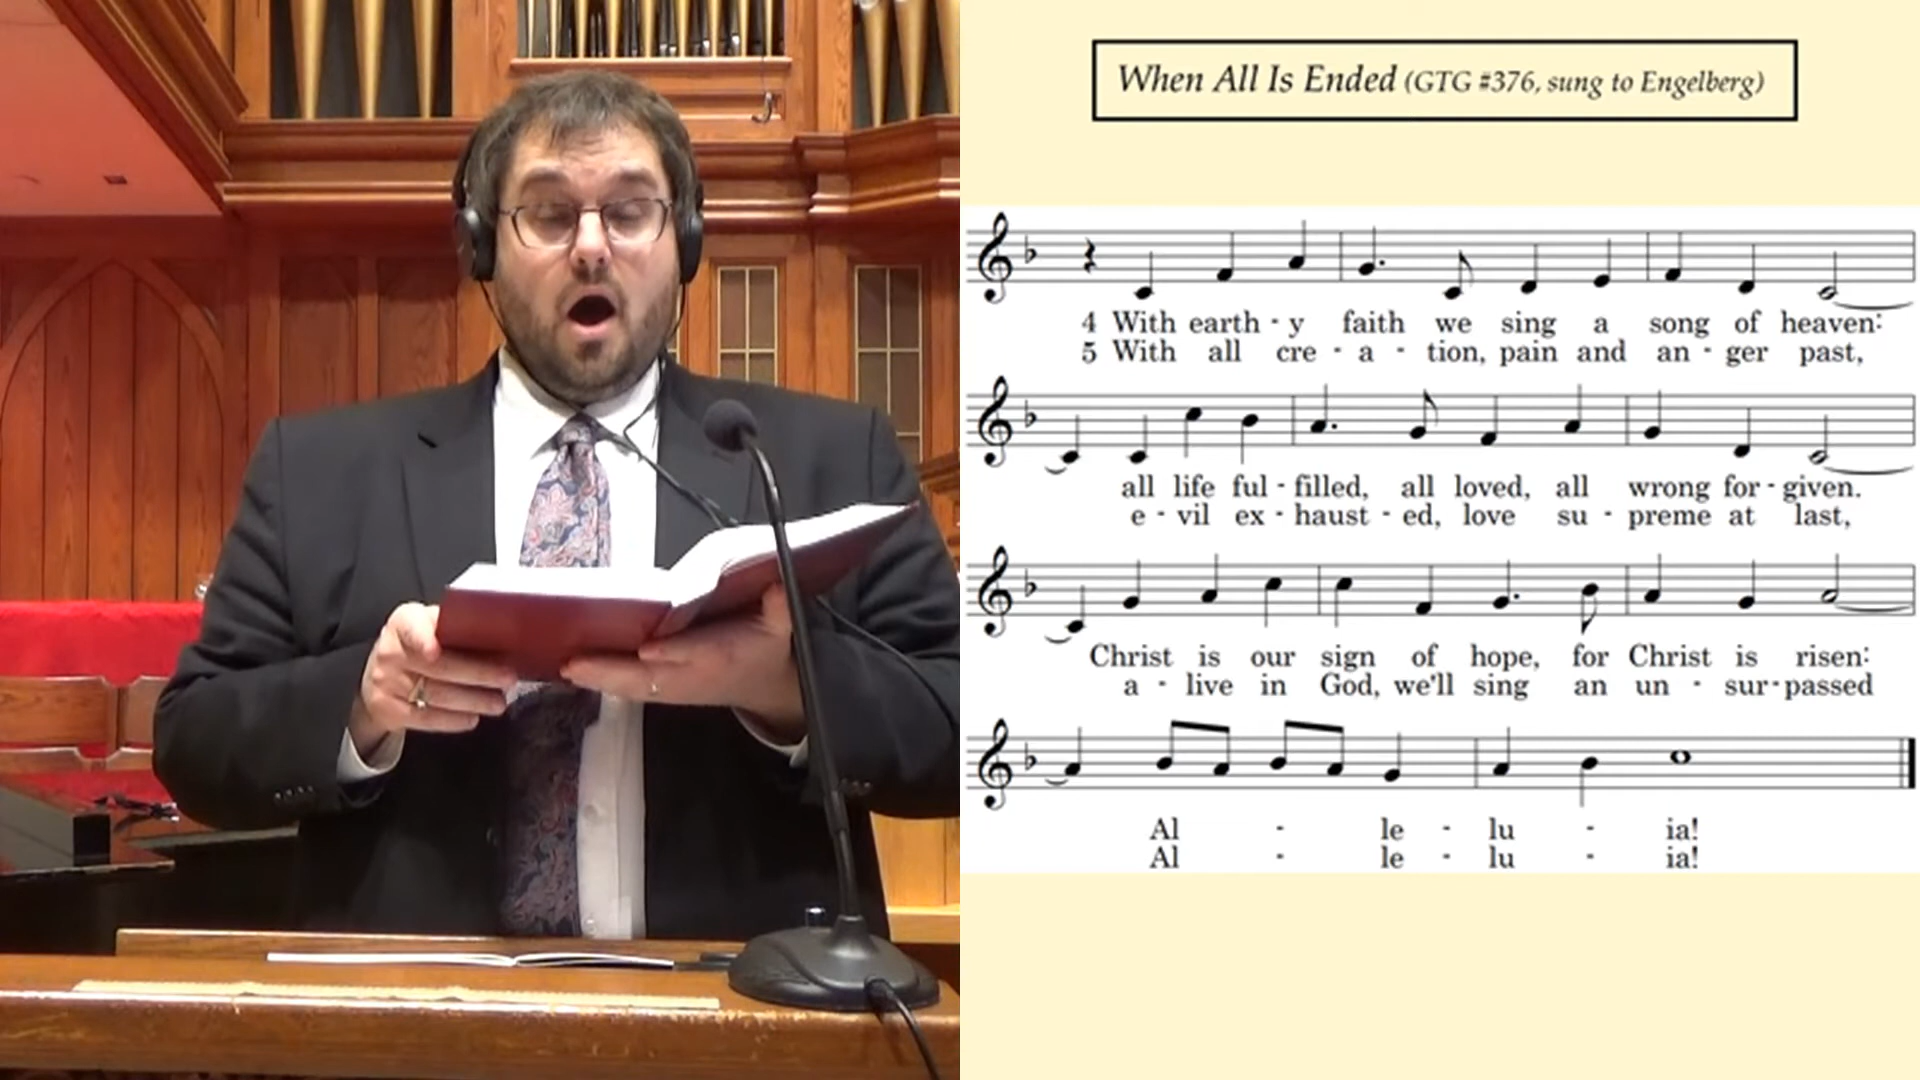 When All Is Ended (GTG #376, sung to Engelberg)
4 With earth - y faith we sing a song of heaven:
5 With all cre - a - tion, pain and an - ger past,
all life ful - filled, all loved, all wrong for - given.
e - vil ex - haust - ed, love su - preme at last,
Christ is our sign of hope, for Christ is risen:
a - live in God, we'll sing an un - sur - passed
Al - le - lu - ia!
Al - le - lu - ia!